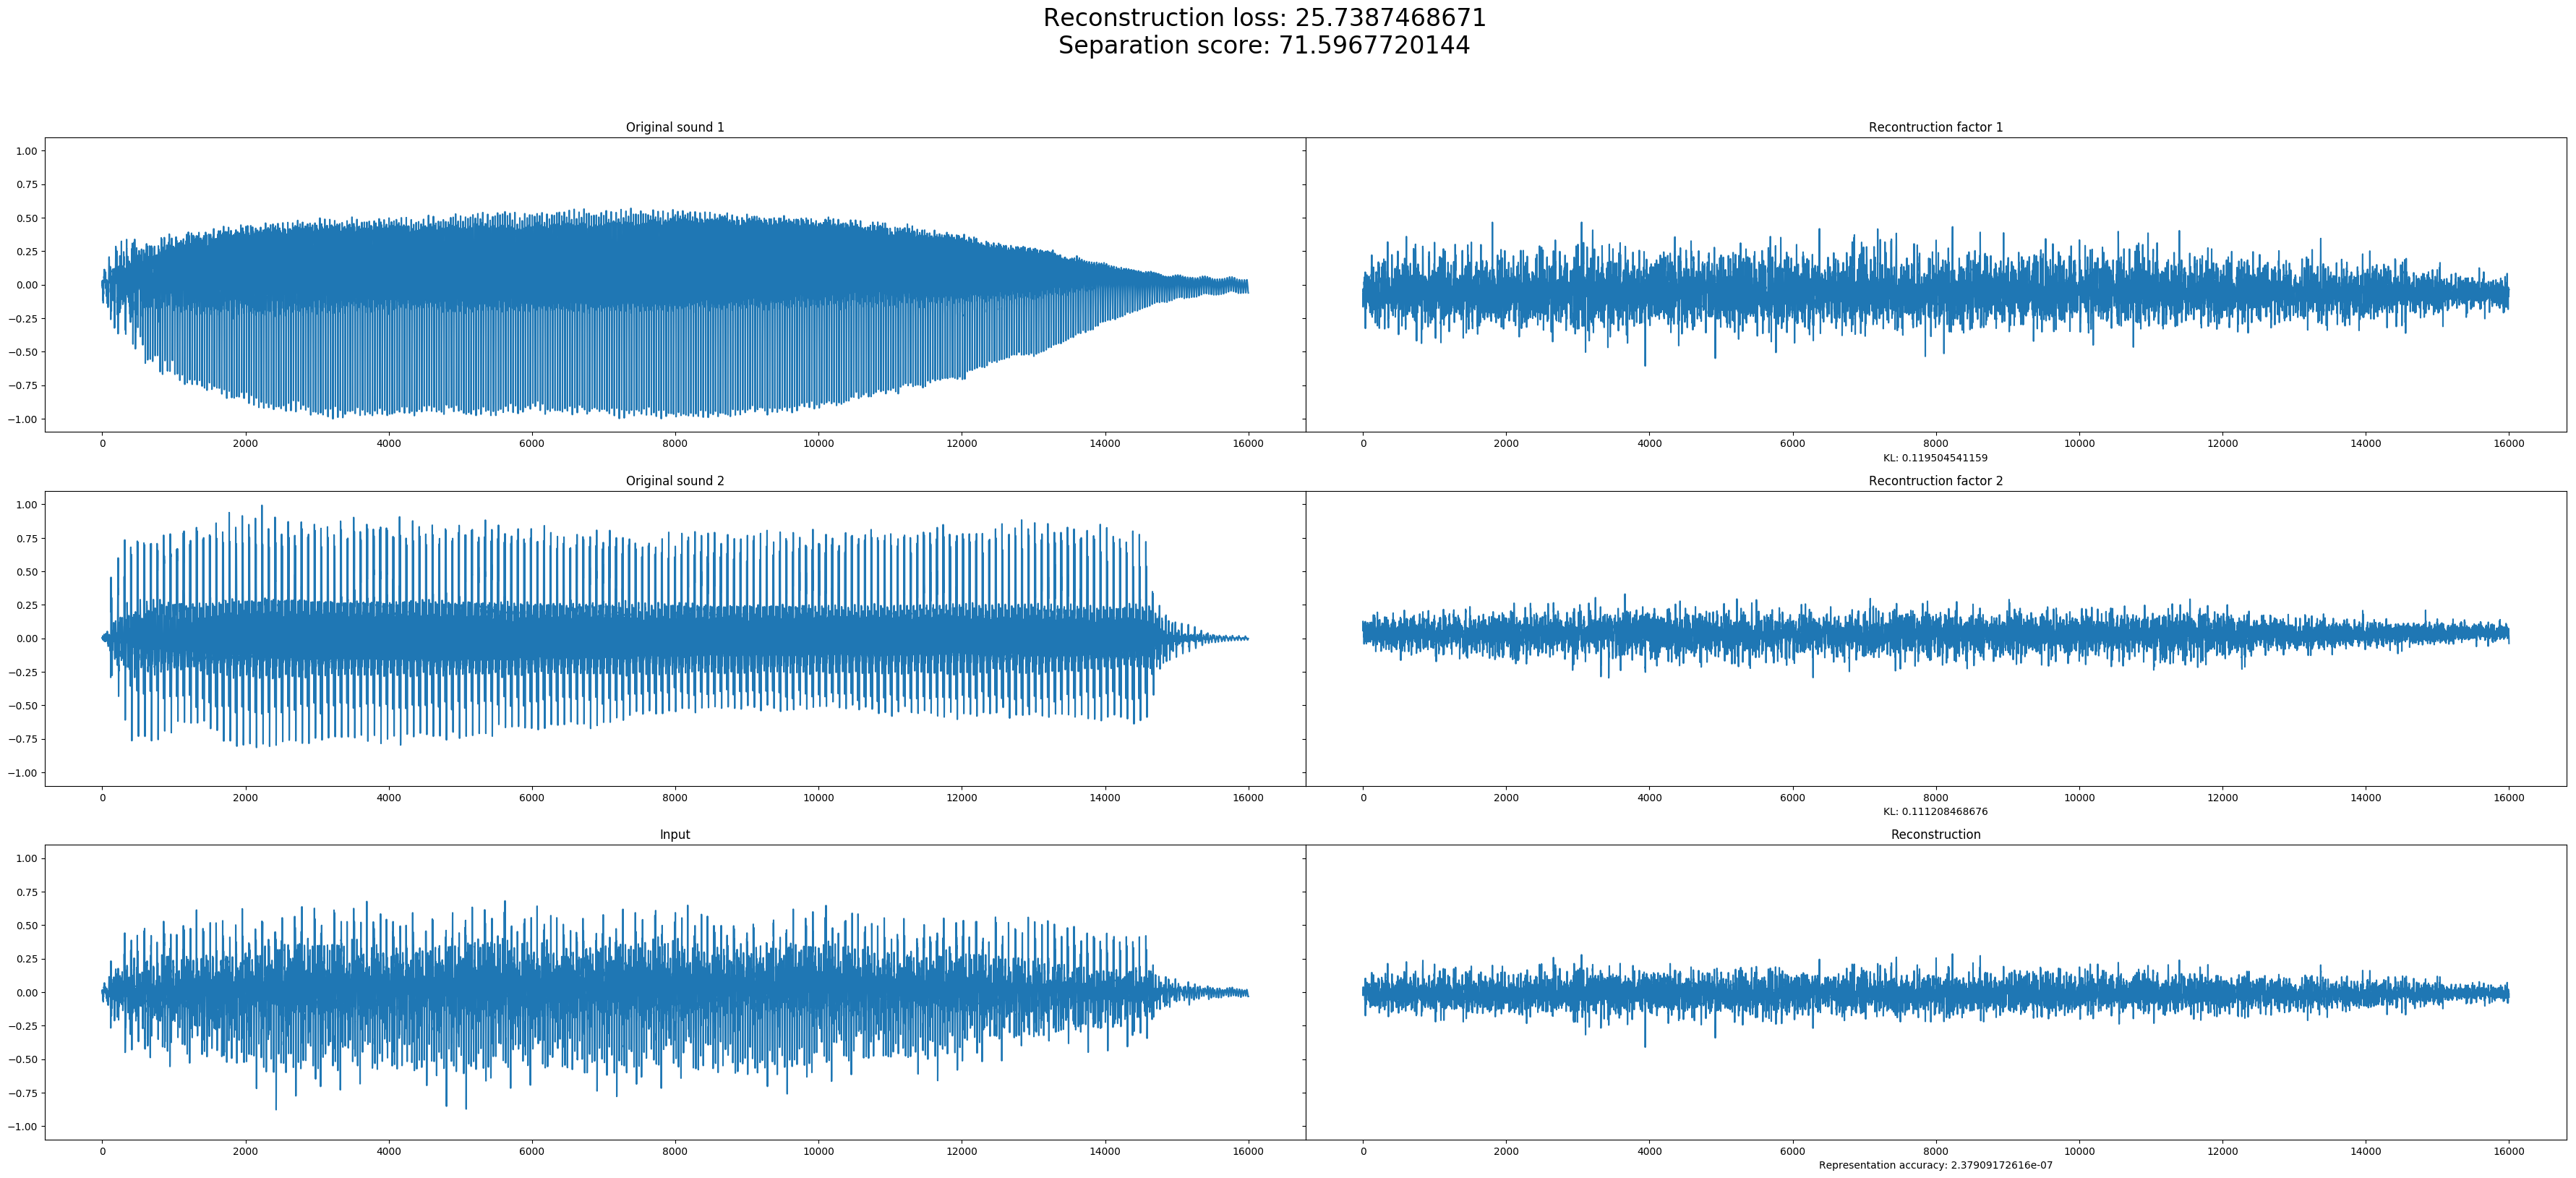 Reconstruction loss: 25.7387468671
Separation score: 71.5967720144
Original sound 1
Recontruction factor 1
1.00
0.75
0.50
0.25
0.00
−0.25
−0.50
−0.75
−1.00
0 2000 4000 6000 8000 10000 12000 14000 16000
0 2000 4000 6000 8000 10000 12000 14000 16000
KL: 0.119504541159
Original sound 2
Recontruction factor 2
1.00
0.75
0.50
0.25
0.00
−0.25
−0.50
−0.75
−1.00
0 2000 4000 6000 8000 10000 12000 14000 16000
0 2000 4000 6000 8000 10000 12000 14000 16000
KL: 0.111208468676
Input
Reconstruction
1.00
0.75
0.50
0.25
0.00
−0.25
−0.50
−0.75
−1.00
0 2000 4000 6000 8000 10000 12000 14000 16000
0 2000 4000 6000 8000 10000 12000 14000 16000
Representation accuracy: 2.37909172616e-07